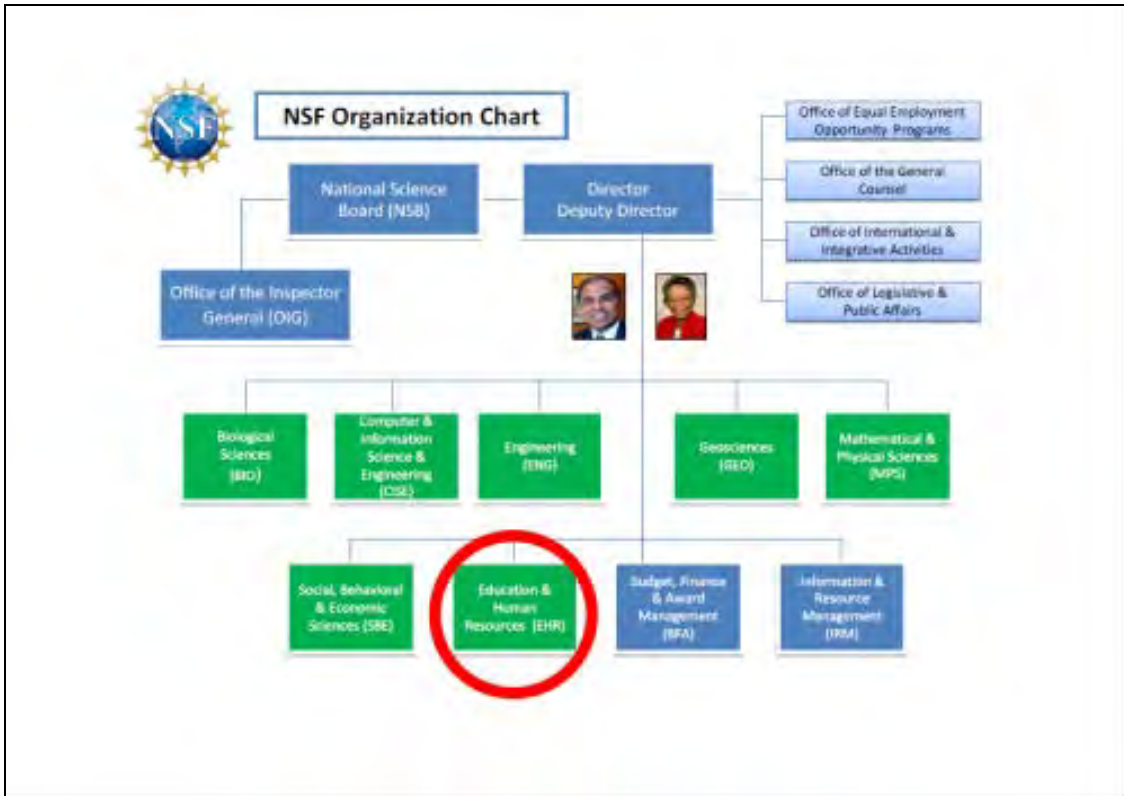 NSF
NSF Organization Chart
Office of Equal Employment
Opportunity Programs
National Science
Board (NSB)
Director
Deputy Director
Office of the General
Counsel
Office of International &
Integrative Activities
Office of the Inspector
General (OIG)
Office of Legislative &
Public Affairs
Biological
Sciences
(BIO)
Computer &
Information
Science &
Engineering
(CISE)
Engineering
(ENG)
Geosciences
(GEO)
Mathematical &
Physical Sciences
(MPS)
Social, Behavioral
& Economic
Sciences (SBE)
Education &
Human
Resources (EHR)
Budget, Finance
& Award
Management
(BFA)
Information &
Resource
Management
(IRM)